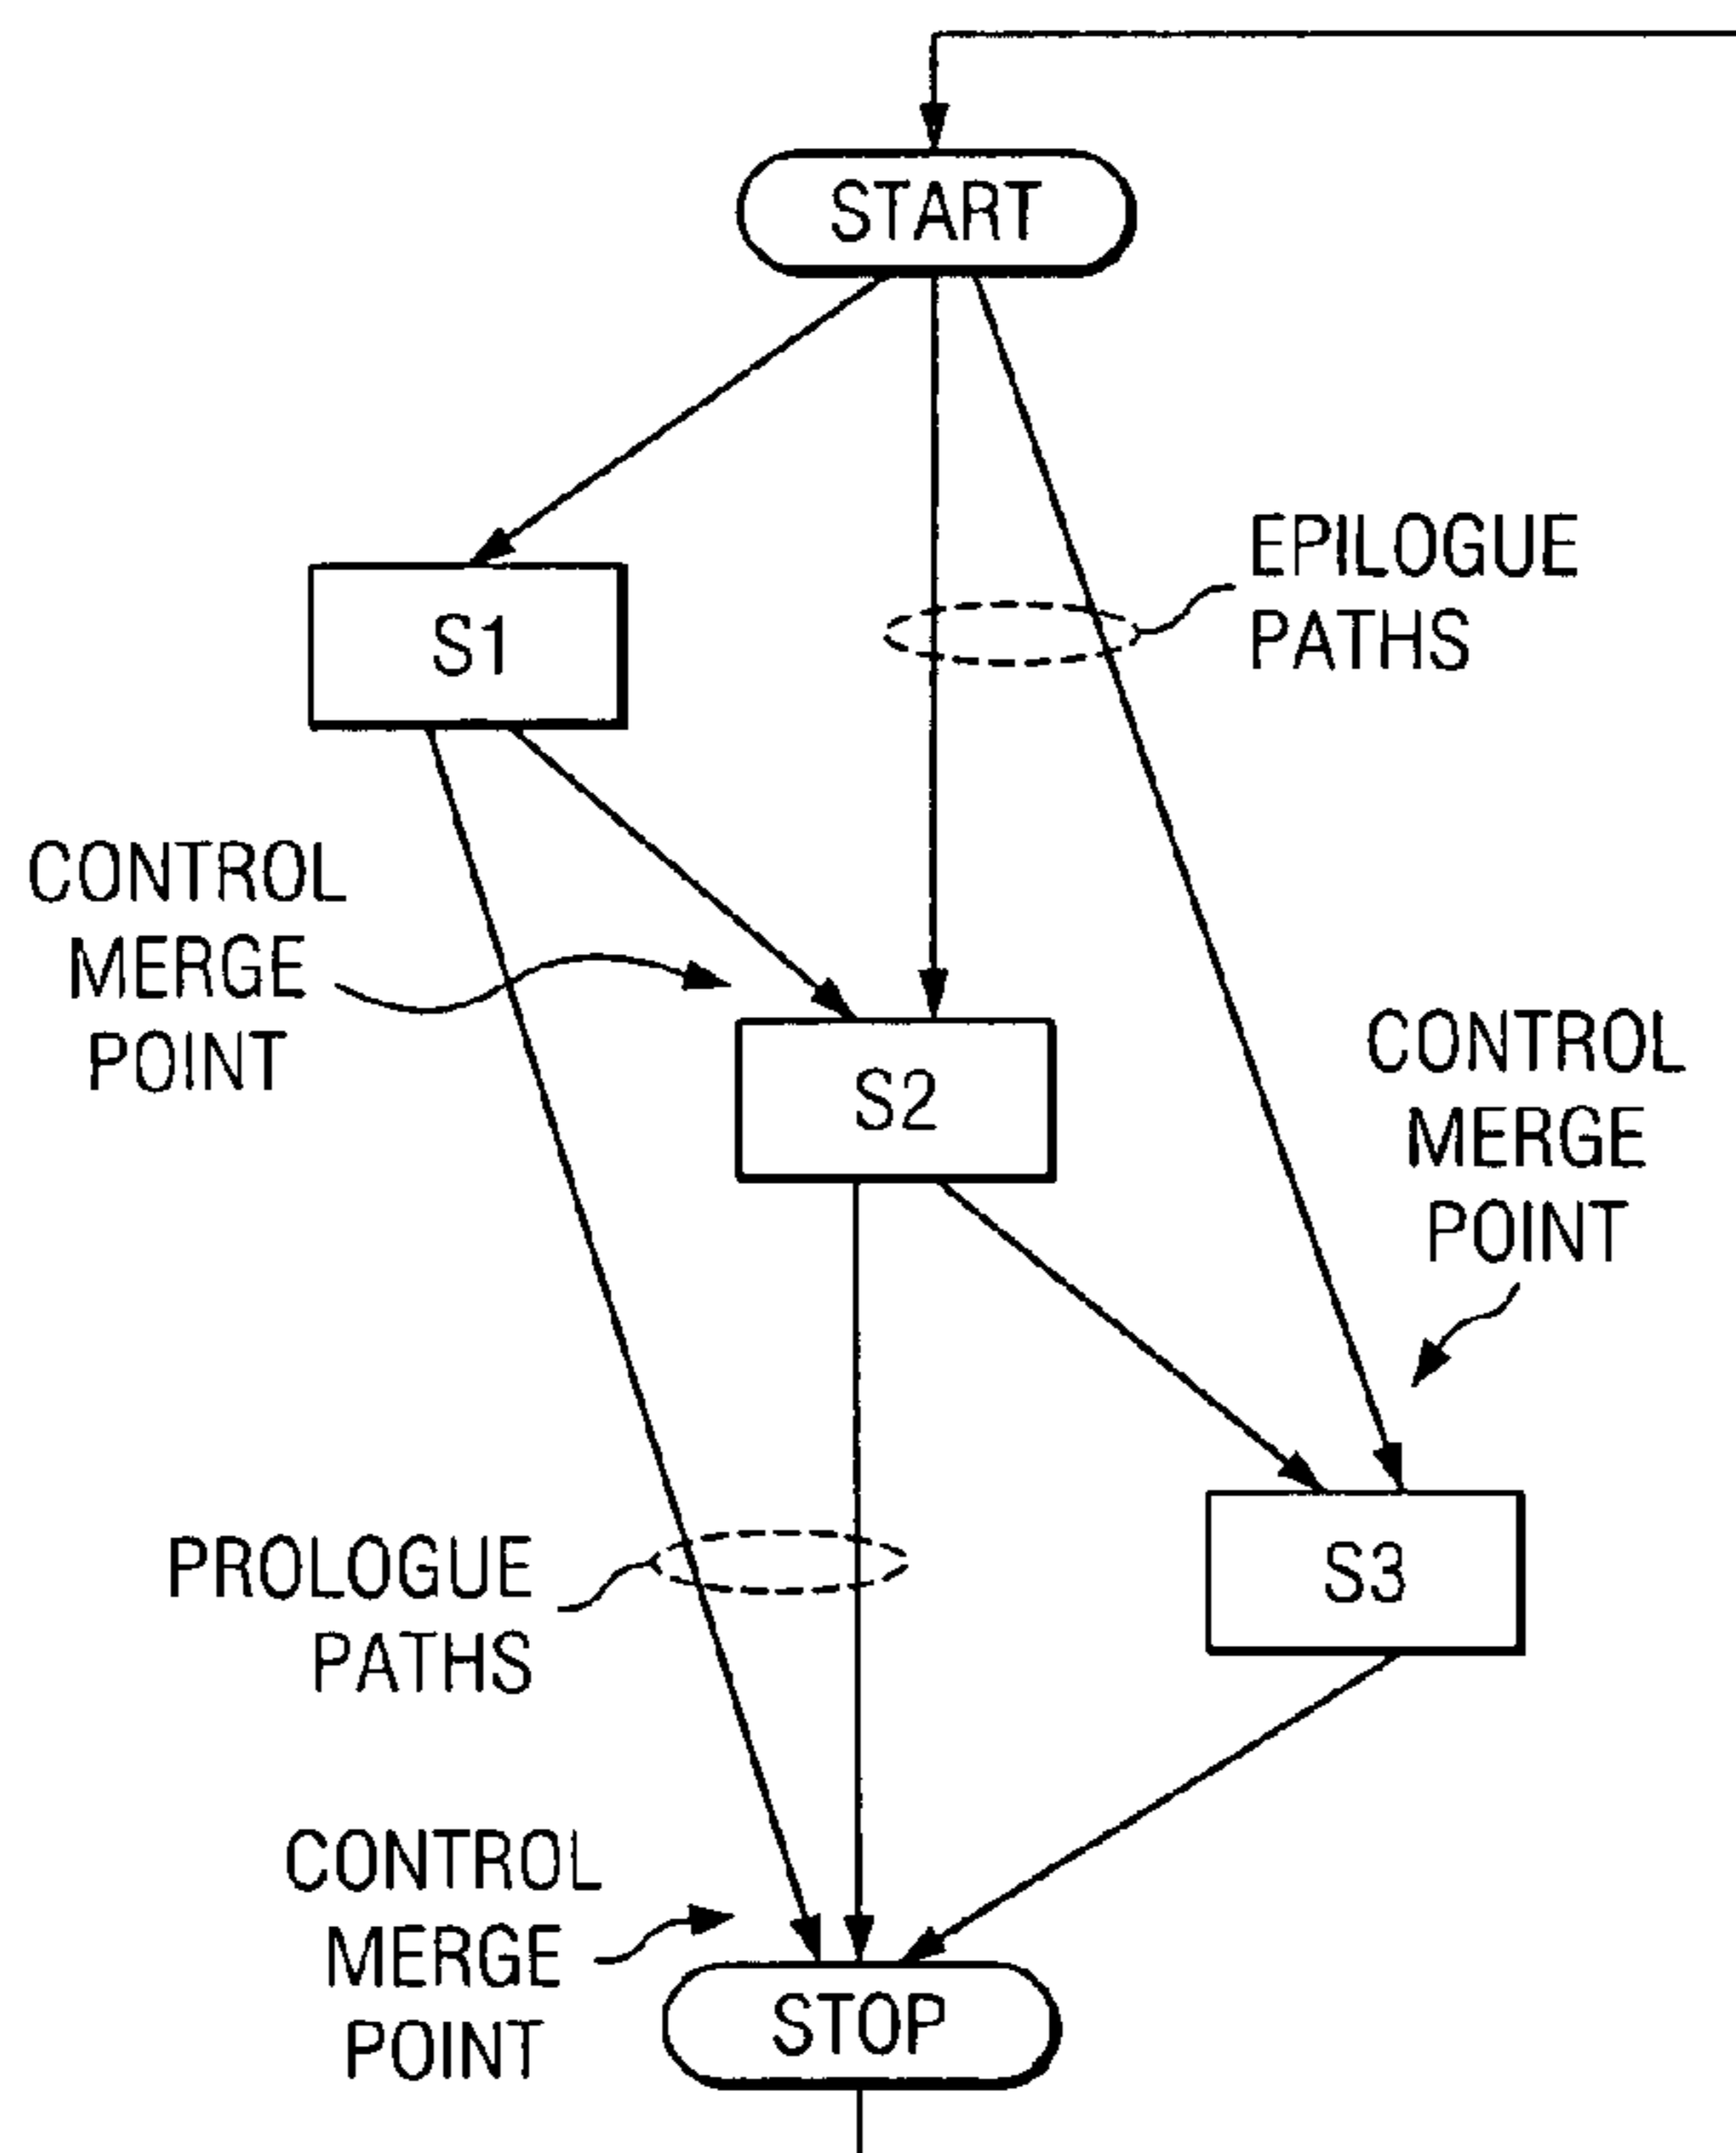 START
EPILOGUE
PATHS
S1
CONTROL
MERGE
POINT
S2
CONTROL
MERGE
POINT
PROLOGUE
PATHS
S3
CONTROL
MERGE
POINT
STOP